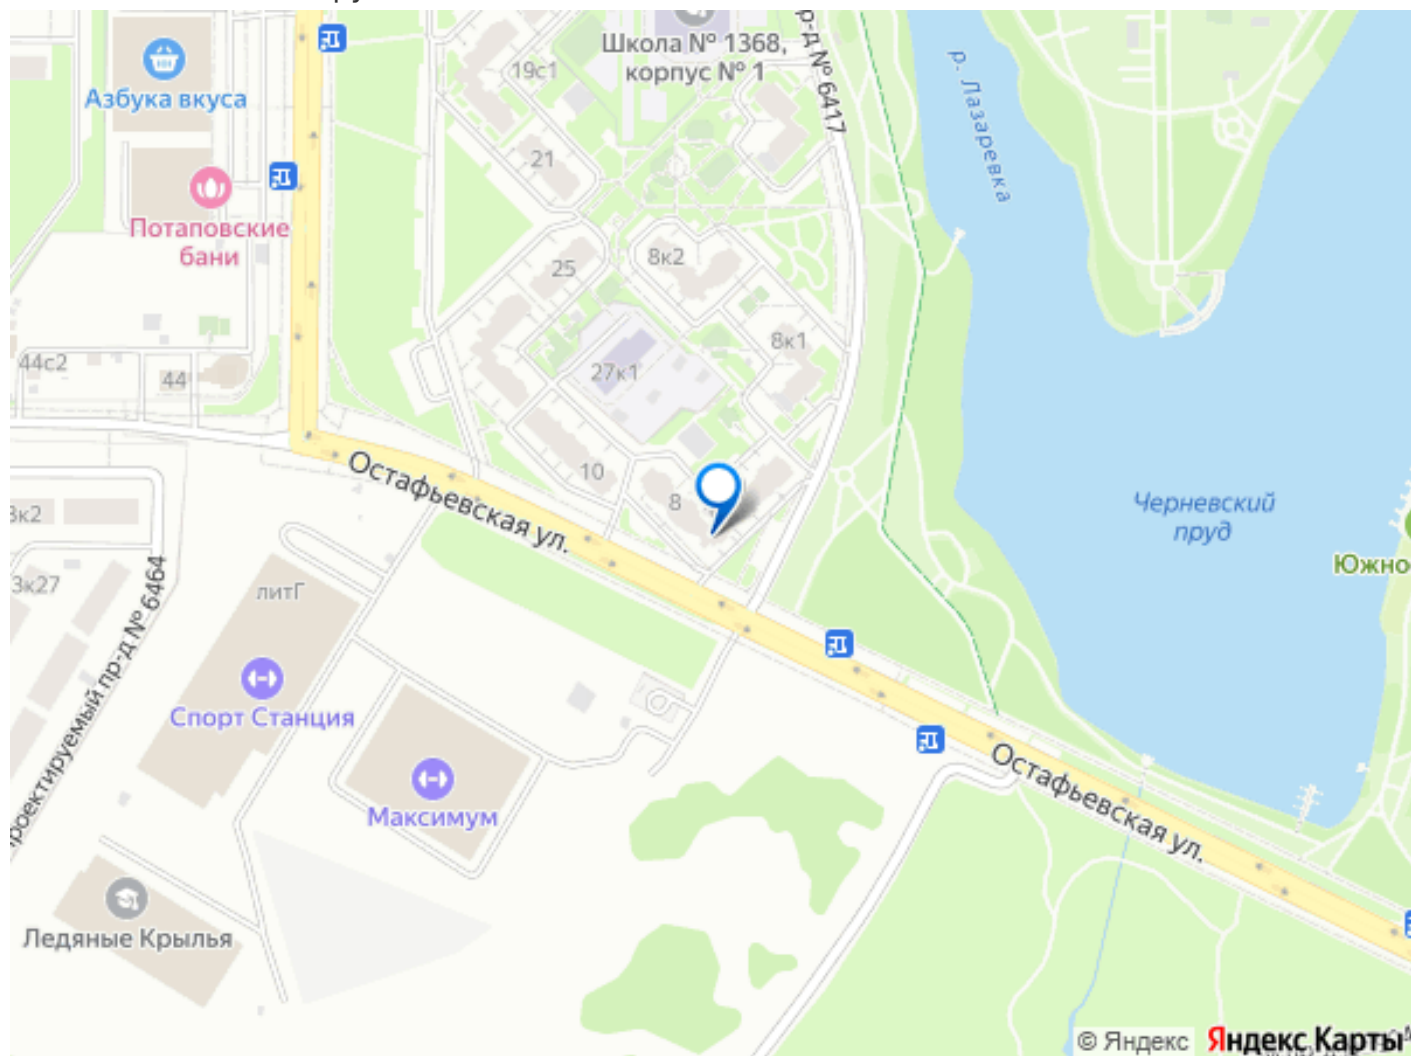 Школа № 1368,
корпус № 1
19с1
р-д № 6417
р. Лазаревка
Азбука вкуса
21
Потаповские
бани
25
8к2
8к1
44с2
44
27к1
Остафьевская ул.
10
8
Черневский
пруд
Южно
3к2
3к27
литГ
роектируемый пр-д № 6464
Спорт Станция
Максимум
Остафьевская ул.
Ледяные Крылья
© Яндекс
Яндекс Карты